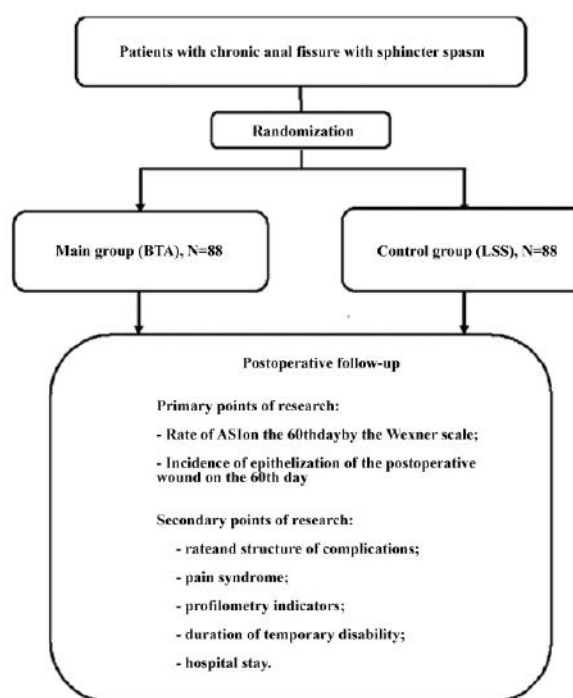 Patients with chronic anal fissure with sphincter spasm
Randomization
Main group (BTA), N=88
Control group (LSS), N=88
Postoperative follow-up
Primary points of research:
- Rate of ASIon the 60thdayby the Wexner scale;
- Incidence of epithelization of the postoperative
wound on the 60th day
Secondary points of research:
- rateand structure of complications;
- pain syndrome;
- profilometry indicators;
- duration of temporary disability;
- hospital stay.